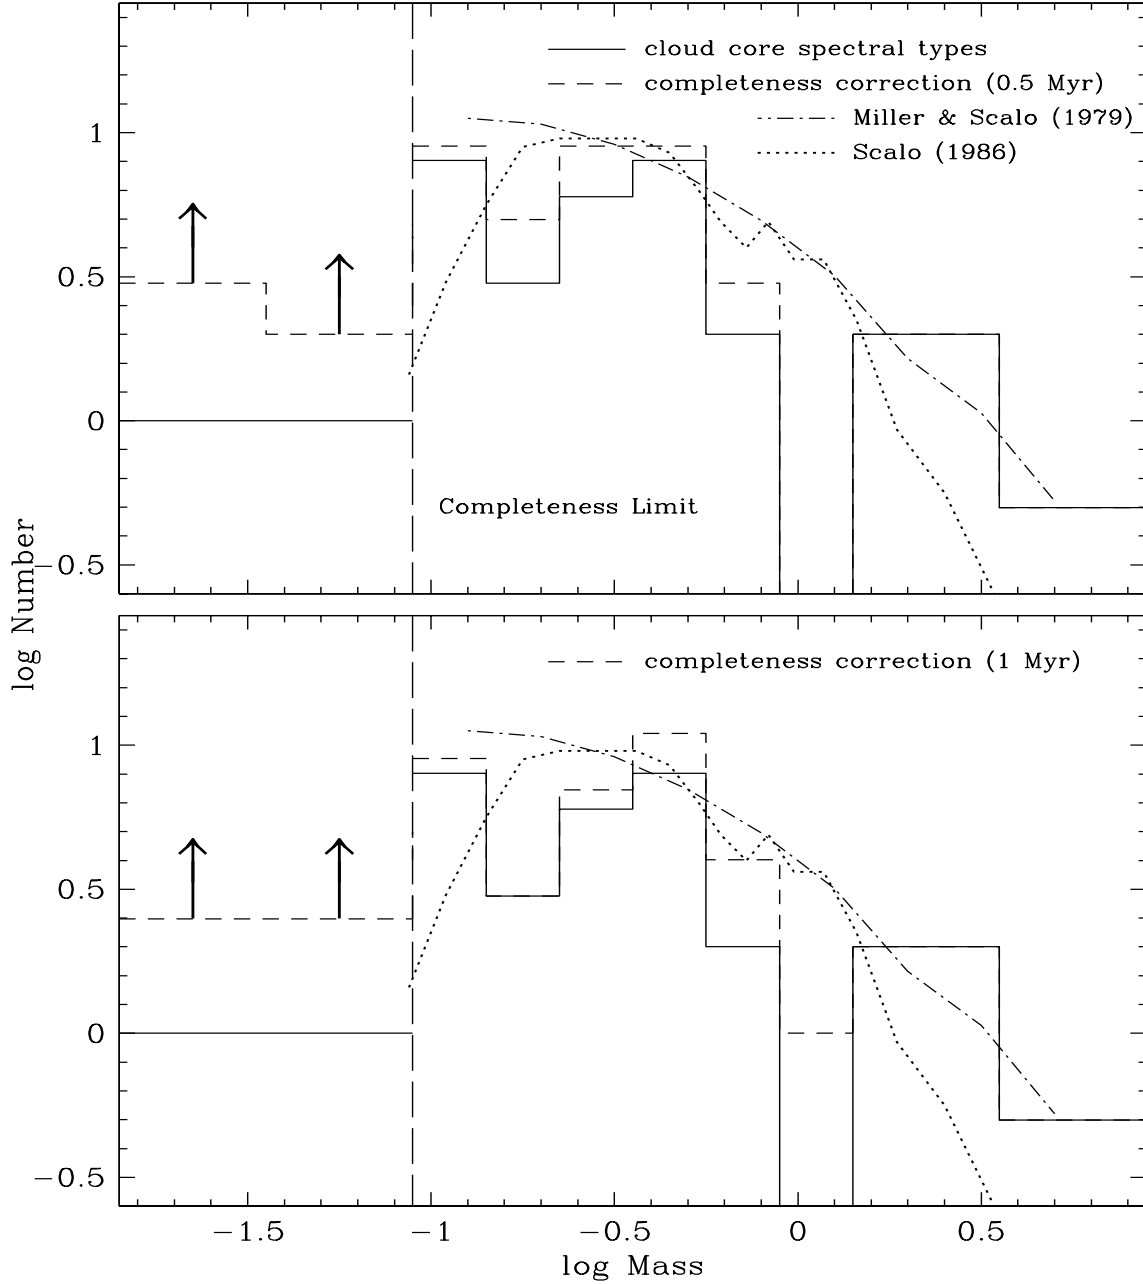 cloud core spectral types
completeness correction (0.5 Myr)
Miller & Scalo (1979)
Scalo (1986)
1
0.5
0
−0.5
Completeness Limit
log Number
completeness correction (1 Myr)
1
0.5
0
−0.5
−1.5
−1
−0.5
0
0.5
log Mass